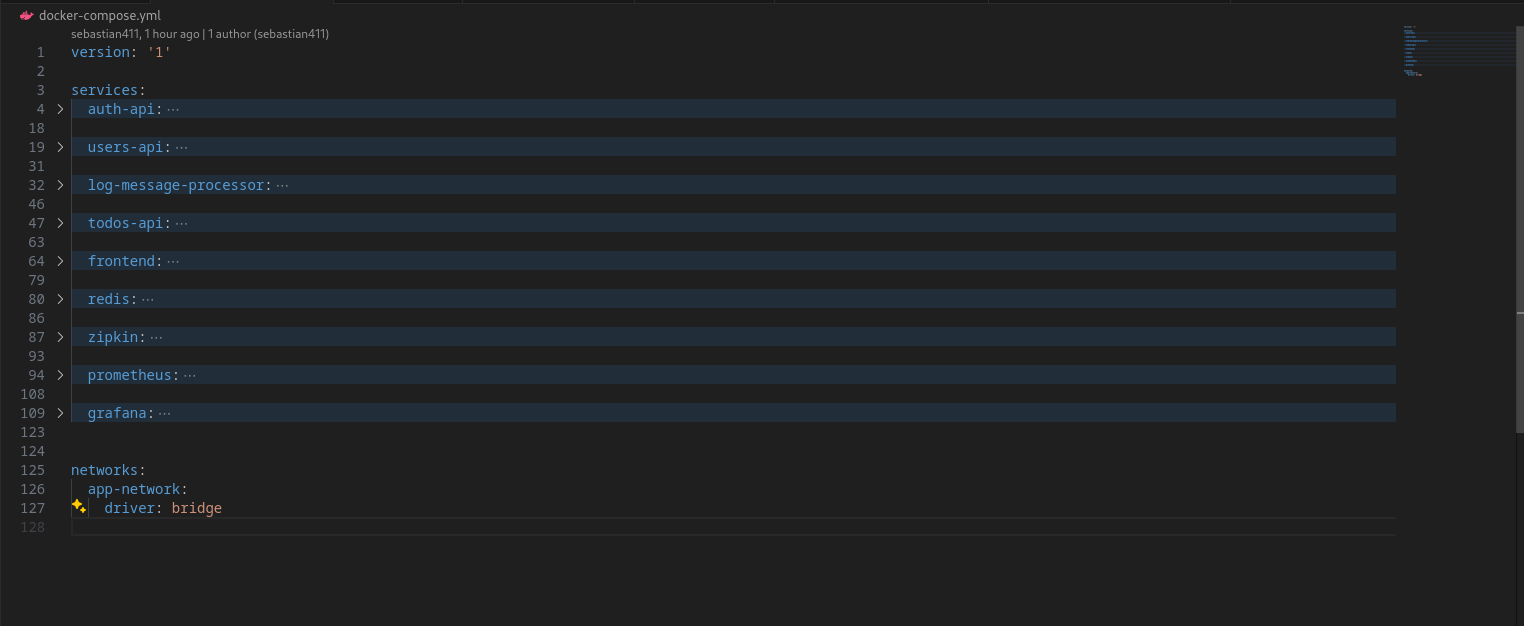 docker-compose.yml
sebastian411, 1 hour ago | 1 author (sebastian411)
1 version: '1'
2
3 services:
4 auth-api: ···
18
19 users-api: ···
31
32 log-message-processor: ···
46
47 todos-api: ···
63
64 frontend: ···
79
80 redis: ···
86
87 zipkin: ···
93
94 prometheus: ···
108
109 grafana: ···
123
124
125 networks:
126 app-network:
127 driver: bridge
128